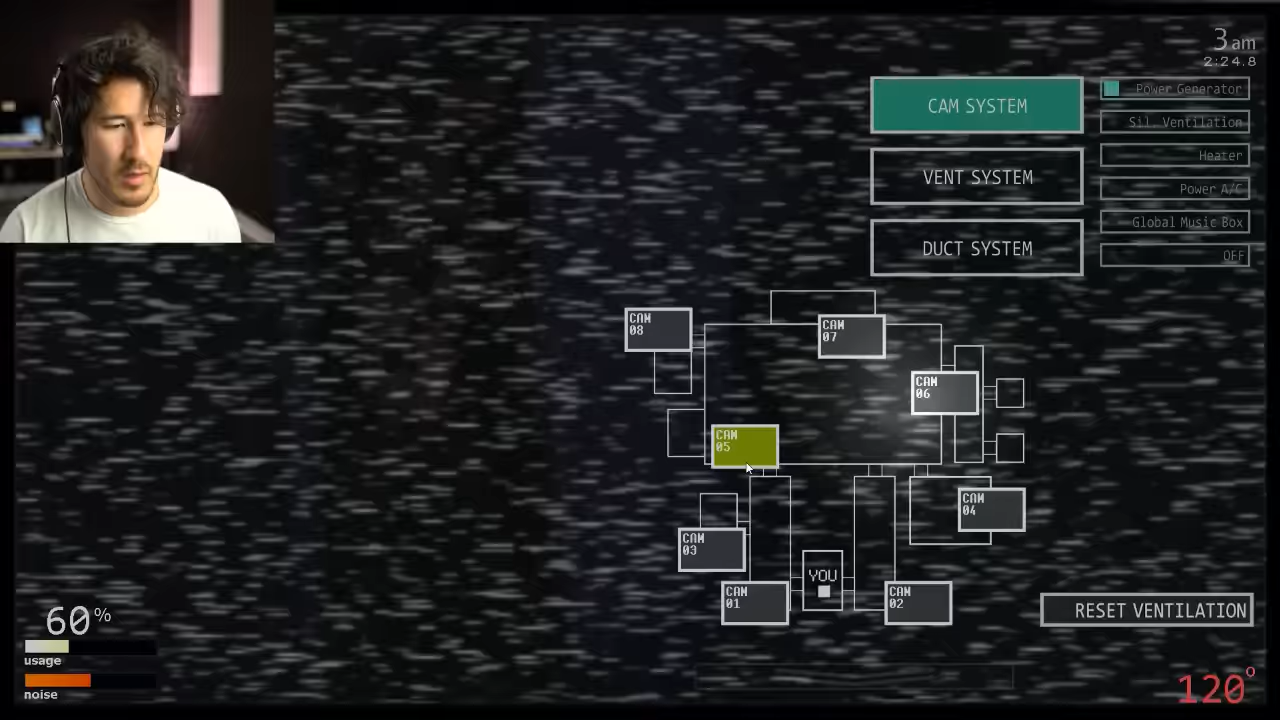 3 am
2:24.8
CAM SYSTEM
Power Generator
Sil. Ventilation
Heater
VENT SYSTEM
Power A/C
Global Music Box
DUCT SYSTEM
OFF
CAM
08
CAM
07
CAM
06
CAM
05
CAM
04
CAM
03
YOU
CAM
01
CAM
02
RESET VENTILATION
60%
usage
noise
120°